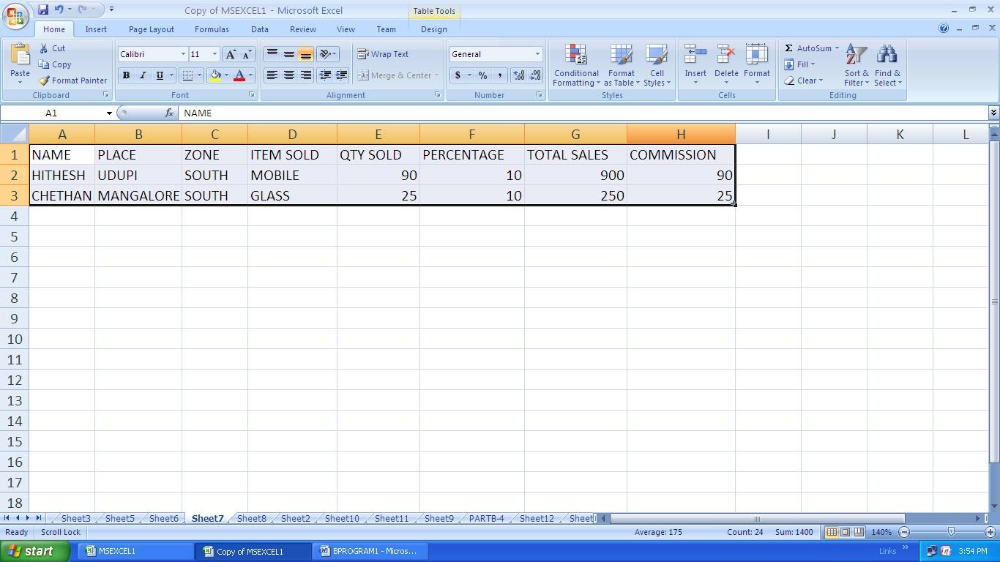 Copy of MSEXCEL1 - Microsoft Excel
Table Tools
Home Insert Page Layout Formulas Data Review View Team Design
Paste
Cut
Copy
Format Painter
Clipboard
Calibri 11
B I U
Font
Wrap Text
Merge & Center
Alignment
General
$ % ,
Number
Conditional Formatting
Format as Table
Cell Styles
Styles
Insert Delete Format
Cells
Σ AutoSum
Fill
Clear
Sort & Filter
Find & Select
Editing
A1 fx NAME
A B C D E F G H I J K L
1 NAME PLACE ZONE ITEM SOLD QTY SOLD PERCENTAGE TOTAL SALES COMMISSION
2 HITHESH UDUPI SOUTH MOBILE 90 10 900 90
3 CHETHAN MANGALORE SOUTH GLASS 25 10 250 25
4
5
6
7
8
9
10
11
12
13
14
15
16
17
18
Sheet3 Sheet5 Sheet6 Sheet7 Sheet8 Sheet2 Sheet10 Sheet11 Sheet9 PARTB-4 Sheet12 Sheet
Ready Scroll Lock Average: 175 Count: 24 Sum: 1400 140%
start MSEXCEL1 Copy of MSEXCEL1 BPROGRAM1 - Micros... Links » 3:54 PM